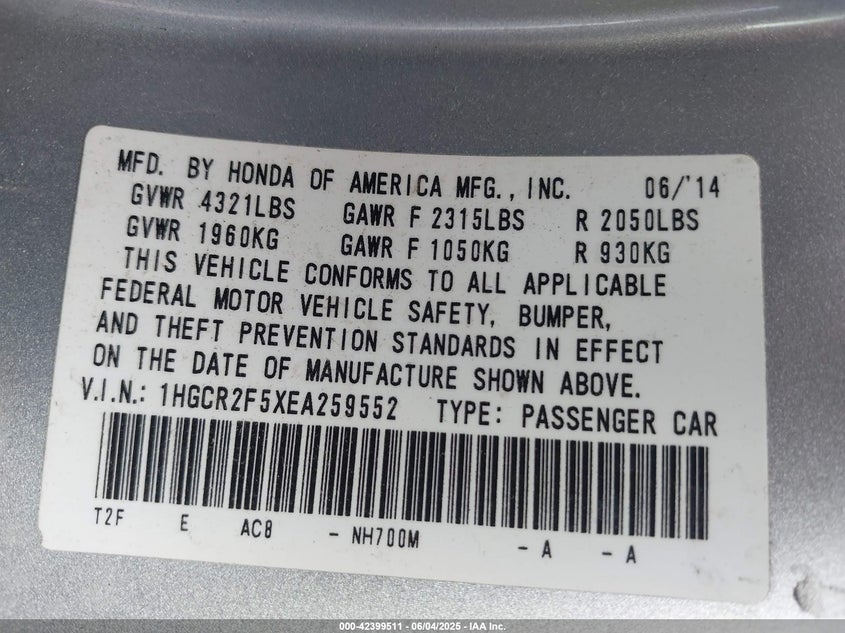 MFD. BY HONDA OF AMERICA MFG., INC. 06/'14
GVWR 4321LBS GAWR F 2315LBS R 2050LBS
GVWR 1960KG GAWR F 1050KG R 930KG
THIS VEHICLE CONFORMS TO ALL APPLICABLE
FEDERAL MOTOR VEHICLE SAFETY, BUMPER,
AND THEFT PREVENTION STANDARDS IN EFFECT
ON THE DATE OF MANUFACTURE SHOWN ABOVE.
V.I.N.: 1HGCR2F5XEA259552 TYPE: PASSENGER CAR
T2F E AC8 - NH700M - A - A
000-42399511 - 06/04/2025 - IAA Inc.